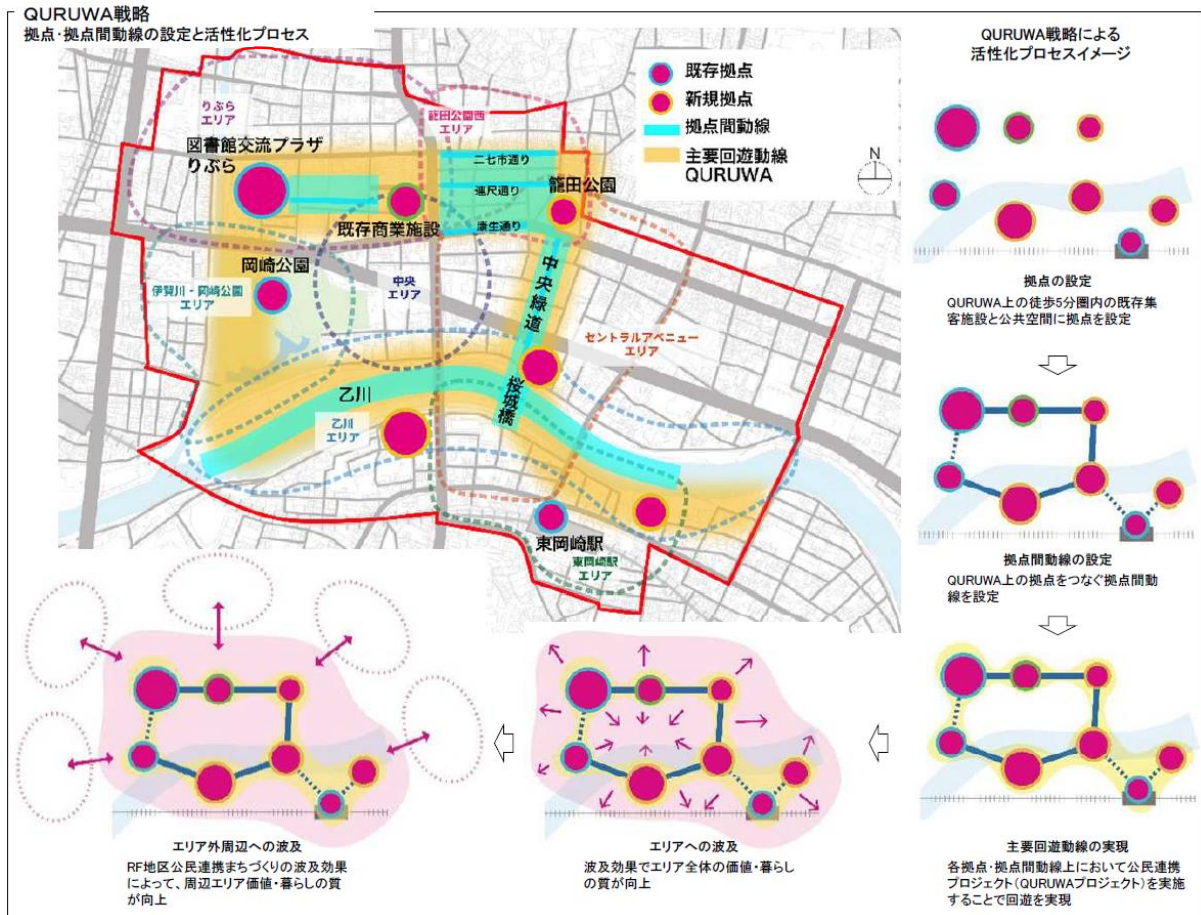 QURUWA戦略
拠点・拠点間動線の設定と活性化プロセス
りぶら
エリア
籠田公園西
エリア
図書館交流プラザ
りぶら
二七市通り
連尺通り
康生通り
籠田公園
既存商業施設
岡崎公園
伊賀川・岡崎公園
エリア
中央
エリア
中央緑道
セントラルアベニュー
エリア
桜城橋
乙川
乙川
エリア
東岡崎駅
東岡崎駅
エリア
既存拠点
新規拠点
拠点間動線
主要回遊動線
QURUWA
N
QURUWA戦略による
活性化プロセスイメージ
拠点の設定
QURUWA上の徒歩5分圏内の既存集
客施設と公共空間に拠点を設定
拠点間動線の設定
QURUWA上の拠点をつなぐ拠点間動
線を設定
主要回遊動線の実現
各拠点・拠点間動線上において公民連携
プロジェクト(QURUWAプロジェクト)を実施
することで回遊を実現
エリアへの波及
波及効果でエリア全体の価値・暮らし
の質が向上
エリア外周辺への波及
RF地区公民連携まちづくりの波及効果
によって、周辺エリア価値・暮らしの質
が向上